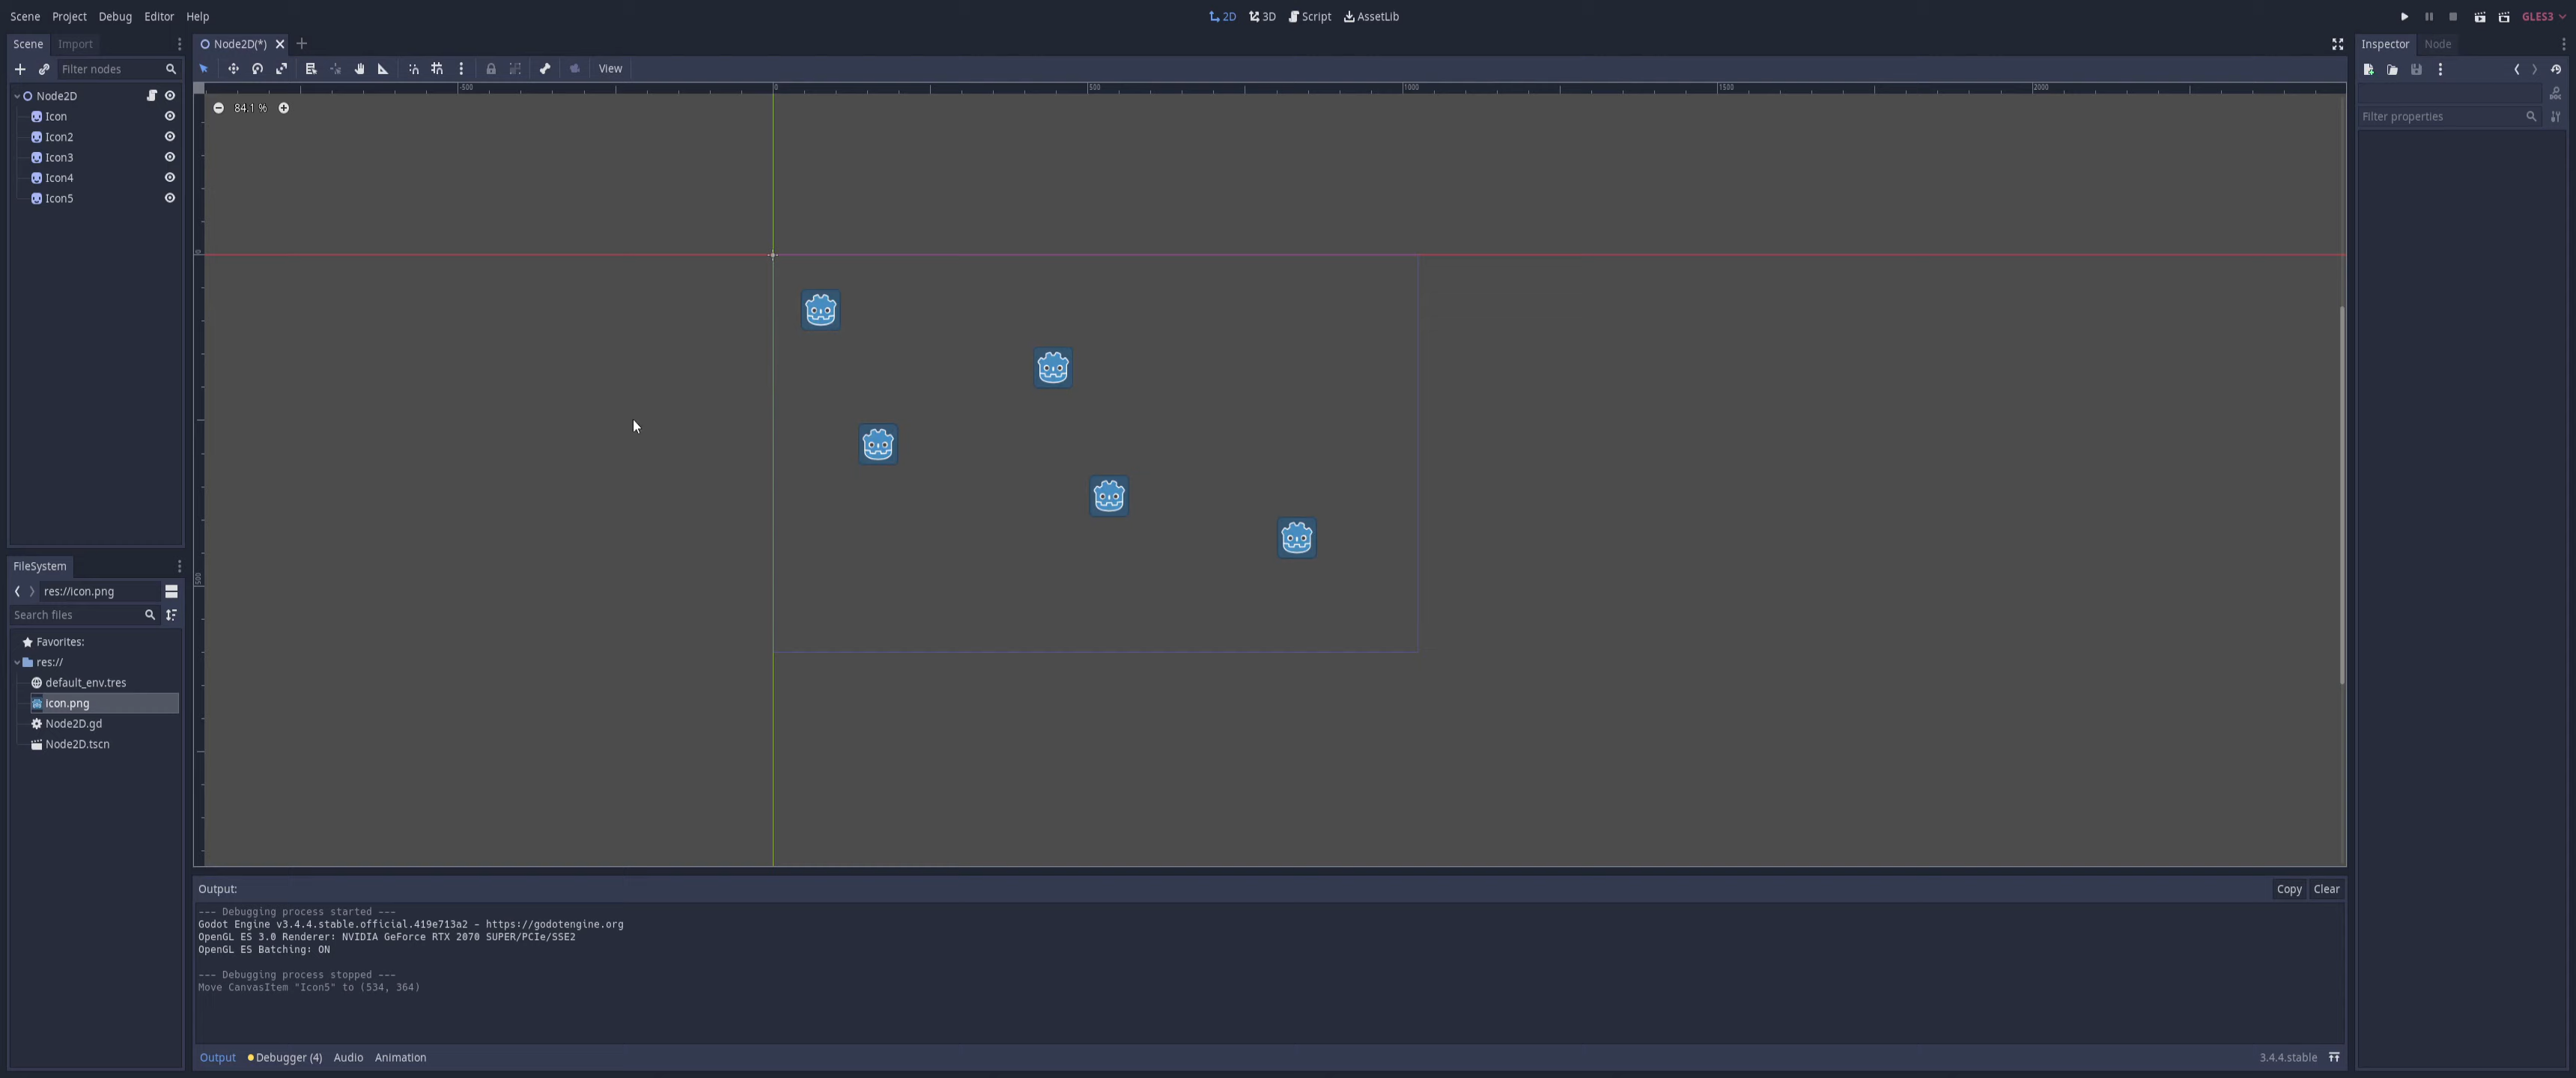 Scene Project Debug Editor Help
2D 3D Script AssetLib
GLES3
Scene Import
Node2D(*)
Inspector Node
Filter nodes
View
-500 0 500 1000 1500 2000
Node2D
84.1 %
Icon
Filter properties
Icon2
Icon3
Icon4
Icon5
0
FileSystem
500
res://icon.png
Search files
Favorites:
res://
default_env.tres
icon.png
Node2D.gd
Node2D.tscn
Output:
Copy Clear
--- Debugging process started ---
Godot Engine v3.4.4.stable.official.419e713a2 - https://godotengine.org
OpenGL ES 3.0 Renderer: NVIDIA GeForce RTX 2070 SUPER/PCIe/SSE2
OpenGL ES Batching: ON
--- Debugging process stopped ---
Move CanvasItem "Icon5" to (534, 364)
Output Debugger (4) Audio Animation
3.4.4.stable